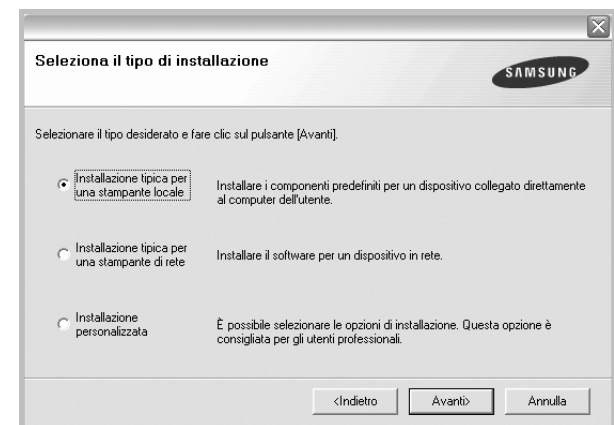 Seleziona il tipo di installazione
SAMSUNG
Selezionare il tipo desiderato e fare clic sul pulsante [Avanti].
Installazione tipica per
una stampante locale
Installare i componenti predefiniti per un dispositivo collegato direttamente
al computer dell'utente.
Installazione tipica per
una stampante di rete
Installare il software per un dispositivo in rete.
Installazione
personalizzata
È possibile selezionare le opzioni di installazione. Questa opzione è
consigliata per gli utenti professionali.
<Indietro
Avanti>
Annulla